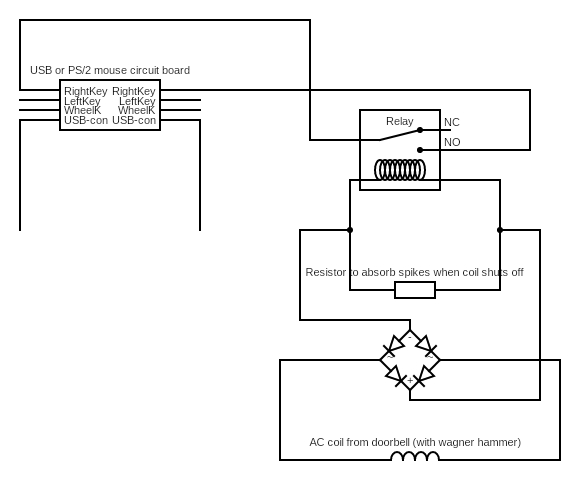 USB or PS/2 mouse circuit board
RightKey RightKey
LeftKey LeftKey
WheelK WheelK
USB-con USB-con
Relay
NC
NO
Resistor to absorb spikes when coil shuts off
-
~ ~
+
AC coil from doorbell (with wagner hammer)